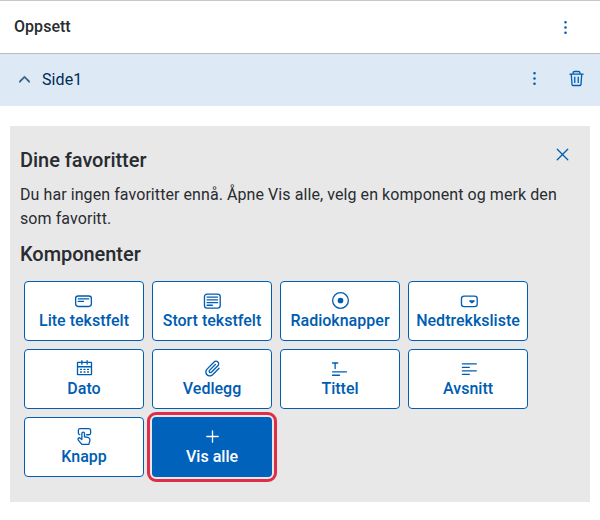 Oppsett
Side1
Dine favoritter
Du har ingen favoritter ennå. Åpne Vis alle, velg en komponent og merk den
som favoritt.
Komponenter
Lite tekstfelt
Stort tekstfelt
Radioknapper
Nedtrekksliste
Dato
Vedlegg
Tittel
Avsnitt
Knapp
Vis alle